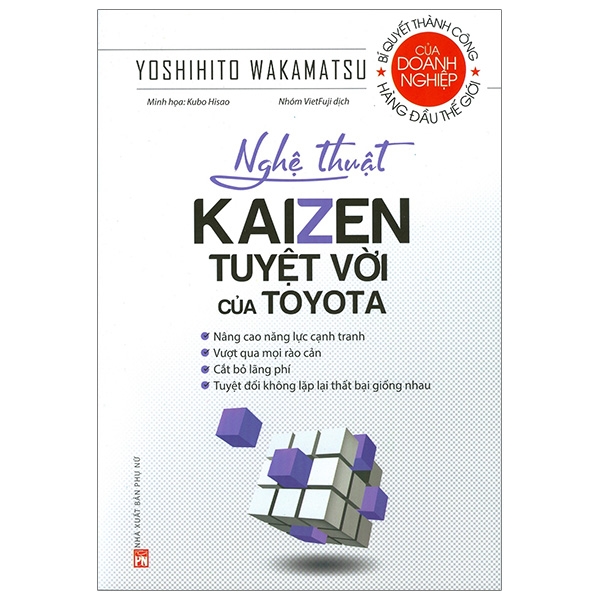 YOSHIHITO WAKAMATSU
Minh họa: Kubo Hisao
Nhóm VietFuji dịch
BÍ QUYẾT THÀNH CÔNG
CỦA
DOANH
NGHIỆP
HÀNG ĐẦU THẾ GIỚI
Nghệ thuật
KAIZEN
TUYỆT VỜI
CỦA TOYOTA
Nâng cao năng lực cạnh tranh
Vượt qua mọi rào cản
Cắt bỏ lãng phí
Tuyệt đối không lặp lại thất bại giống nhau
NHÀ XUẤT BẢN PHỤ NỮ
PN